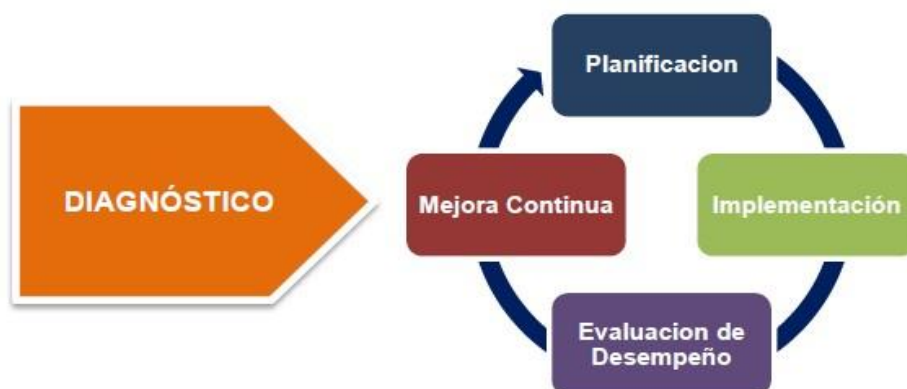 DIAGNÓSTICO
Planificacion
Mejora Continua
Implementación
Evaluacion de
Desempeño